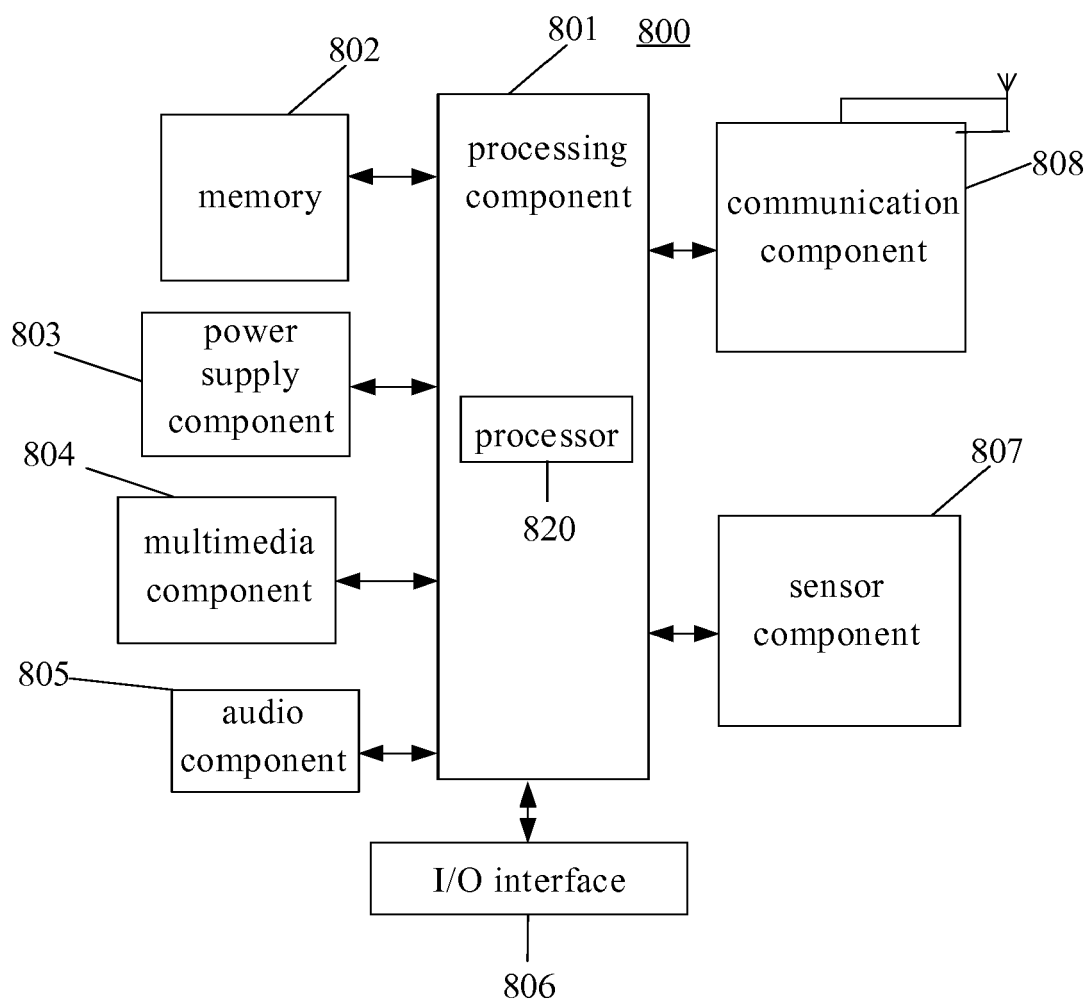 801
800
802
processing
component
memory
808
communication
component
803
power
supply
component
processor
820
804
multimedia
component
807
sensor
component
805
audio
component
I/O interface
806